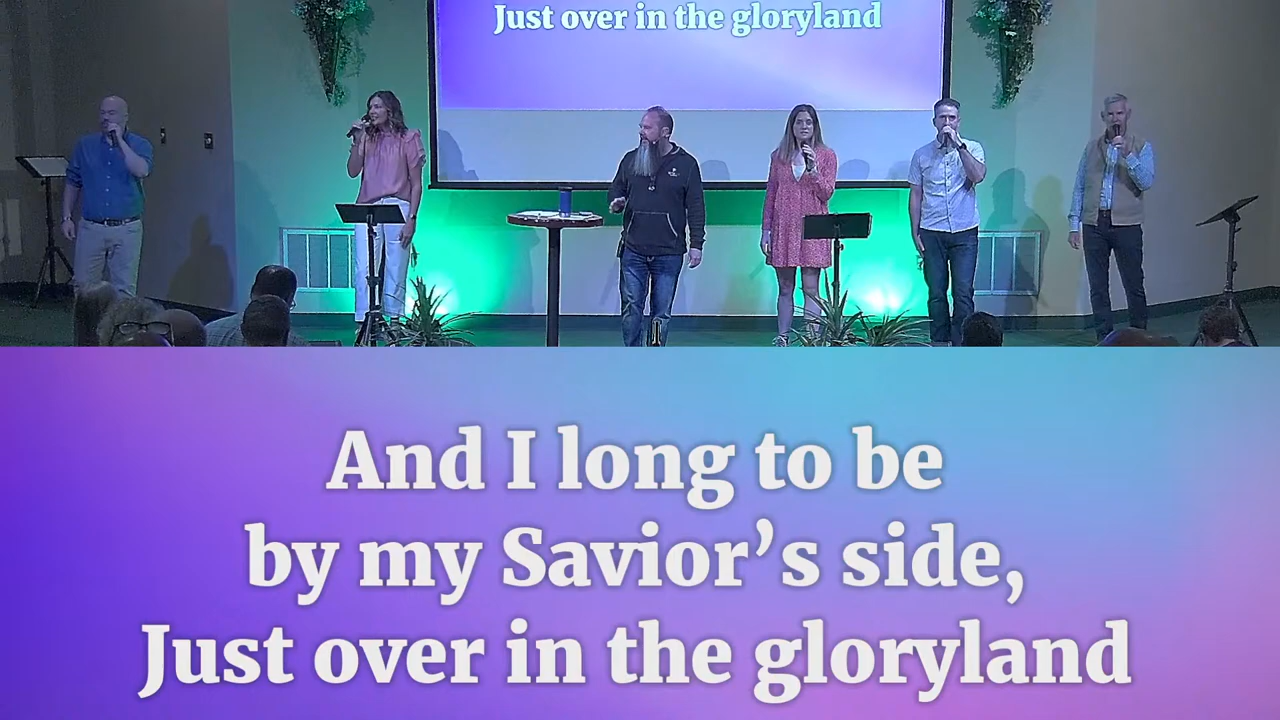 Just over in the gloryland
And I long to be
by my Savior’s side,
Just over in the gloryland